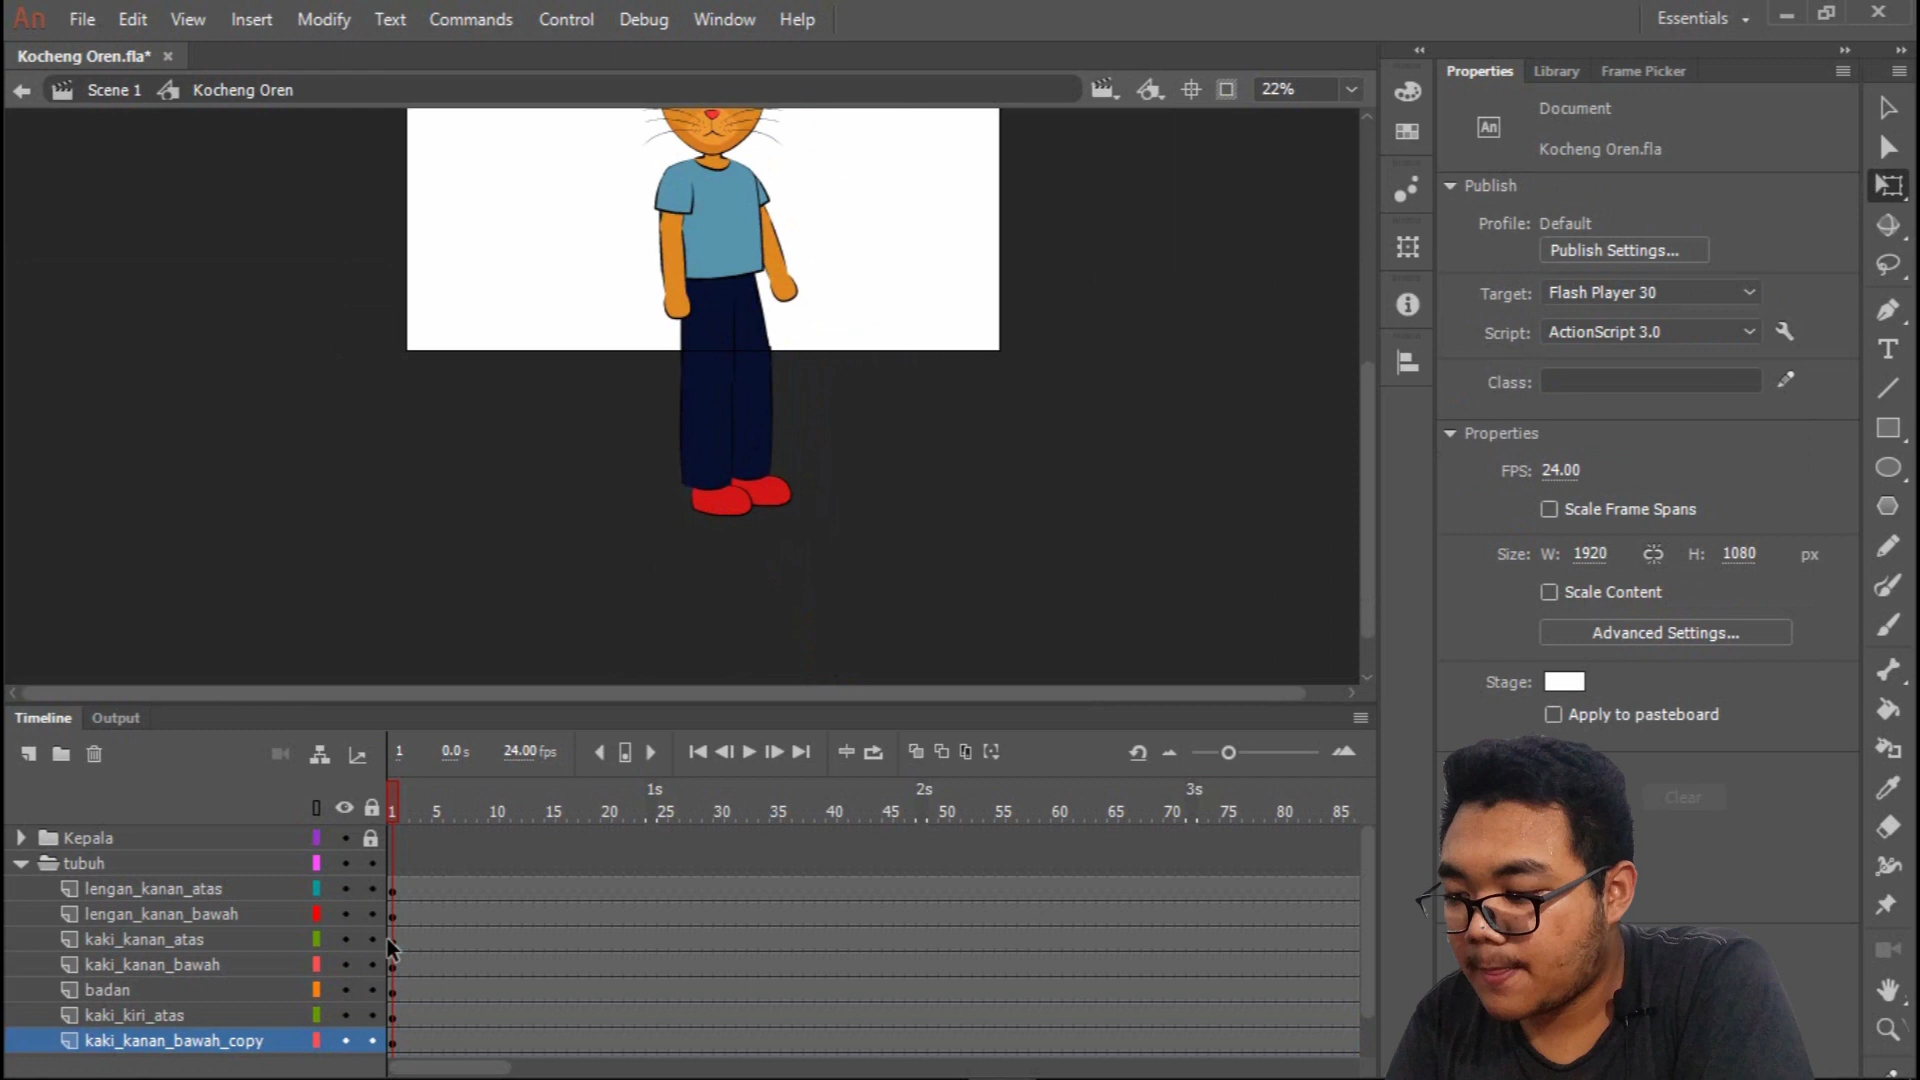 An File Edit View Insert Modify Text Commands Control Debug Window Help Essentials
Kocheng Oren.fla*
Scene 1 Kocheng Oren 22%
Properties Library Frame Picker
An Document
Kocheng Oren.fla
Publish
Profile: Default
Publish Settings...
Target: Flash Player 30
Script: ActionScript 3.0
Class:
Properties
FPS: 24.00
Scale Frame Spans
Size: W: 1920 H: 1080 px
Scale Content
Advanced Settings...
Stage:
Apply to pasteboard
Clear
Timeline Output
1 0.0 s 24.00 fps
1s 2s 3s
1 5 10 15 20 25 30 35 40 45 50 55 60 65 70 75 80 85
Kepala
tubuh
lengan_kanan_atas
lengan_kanan_bawah
kaki_kanan_atas
kaki_kanan_bawah
badan
kaki_kiri_atas
kaki_kanan_bawah_copy